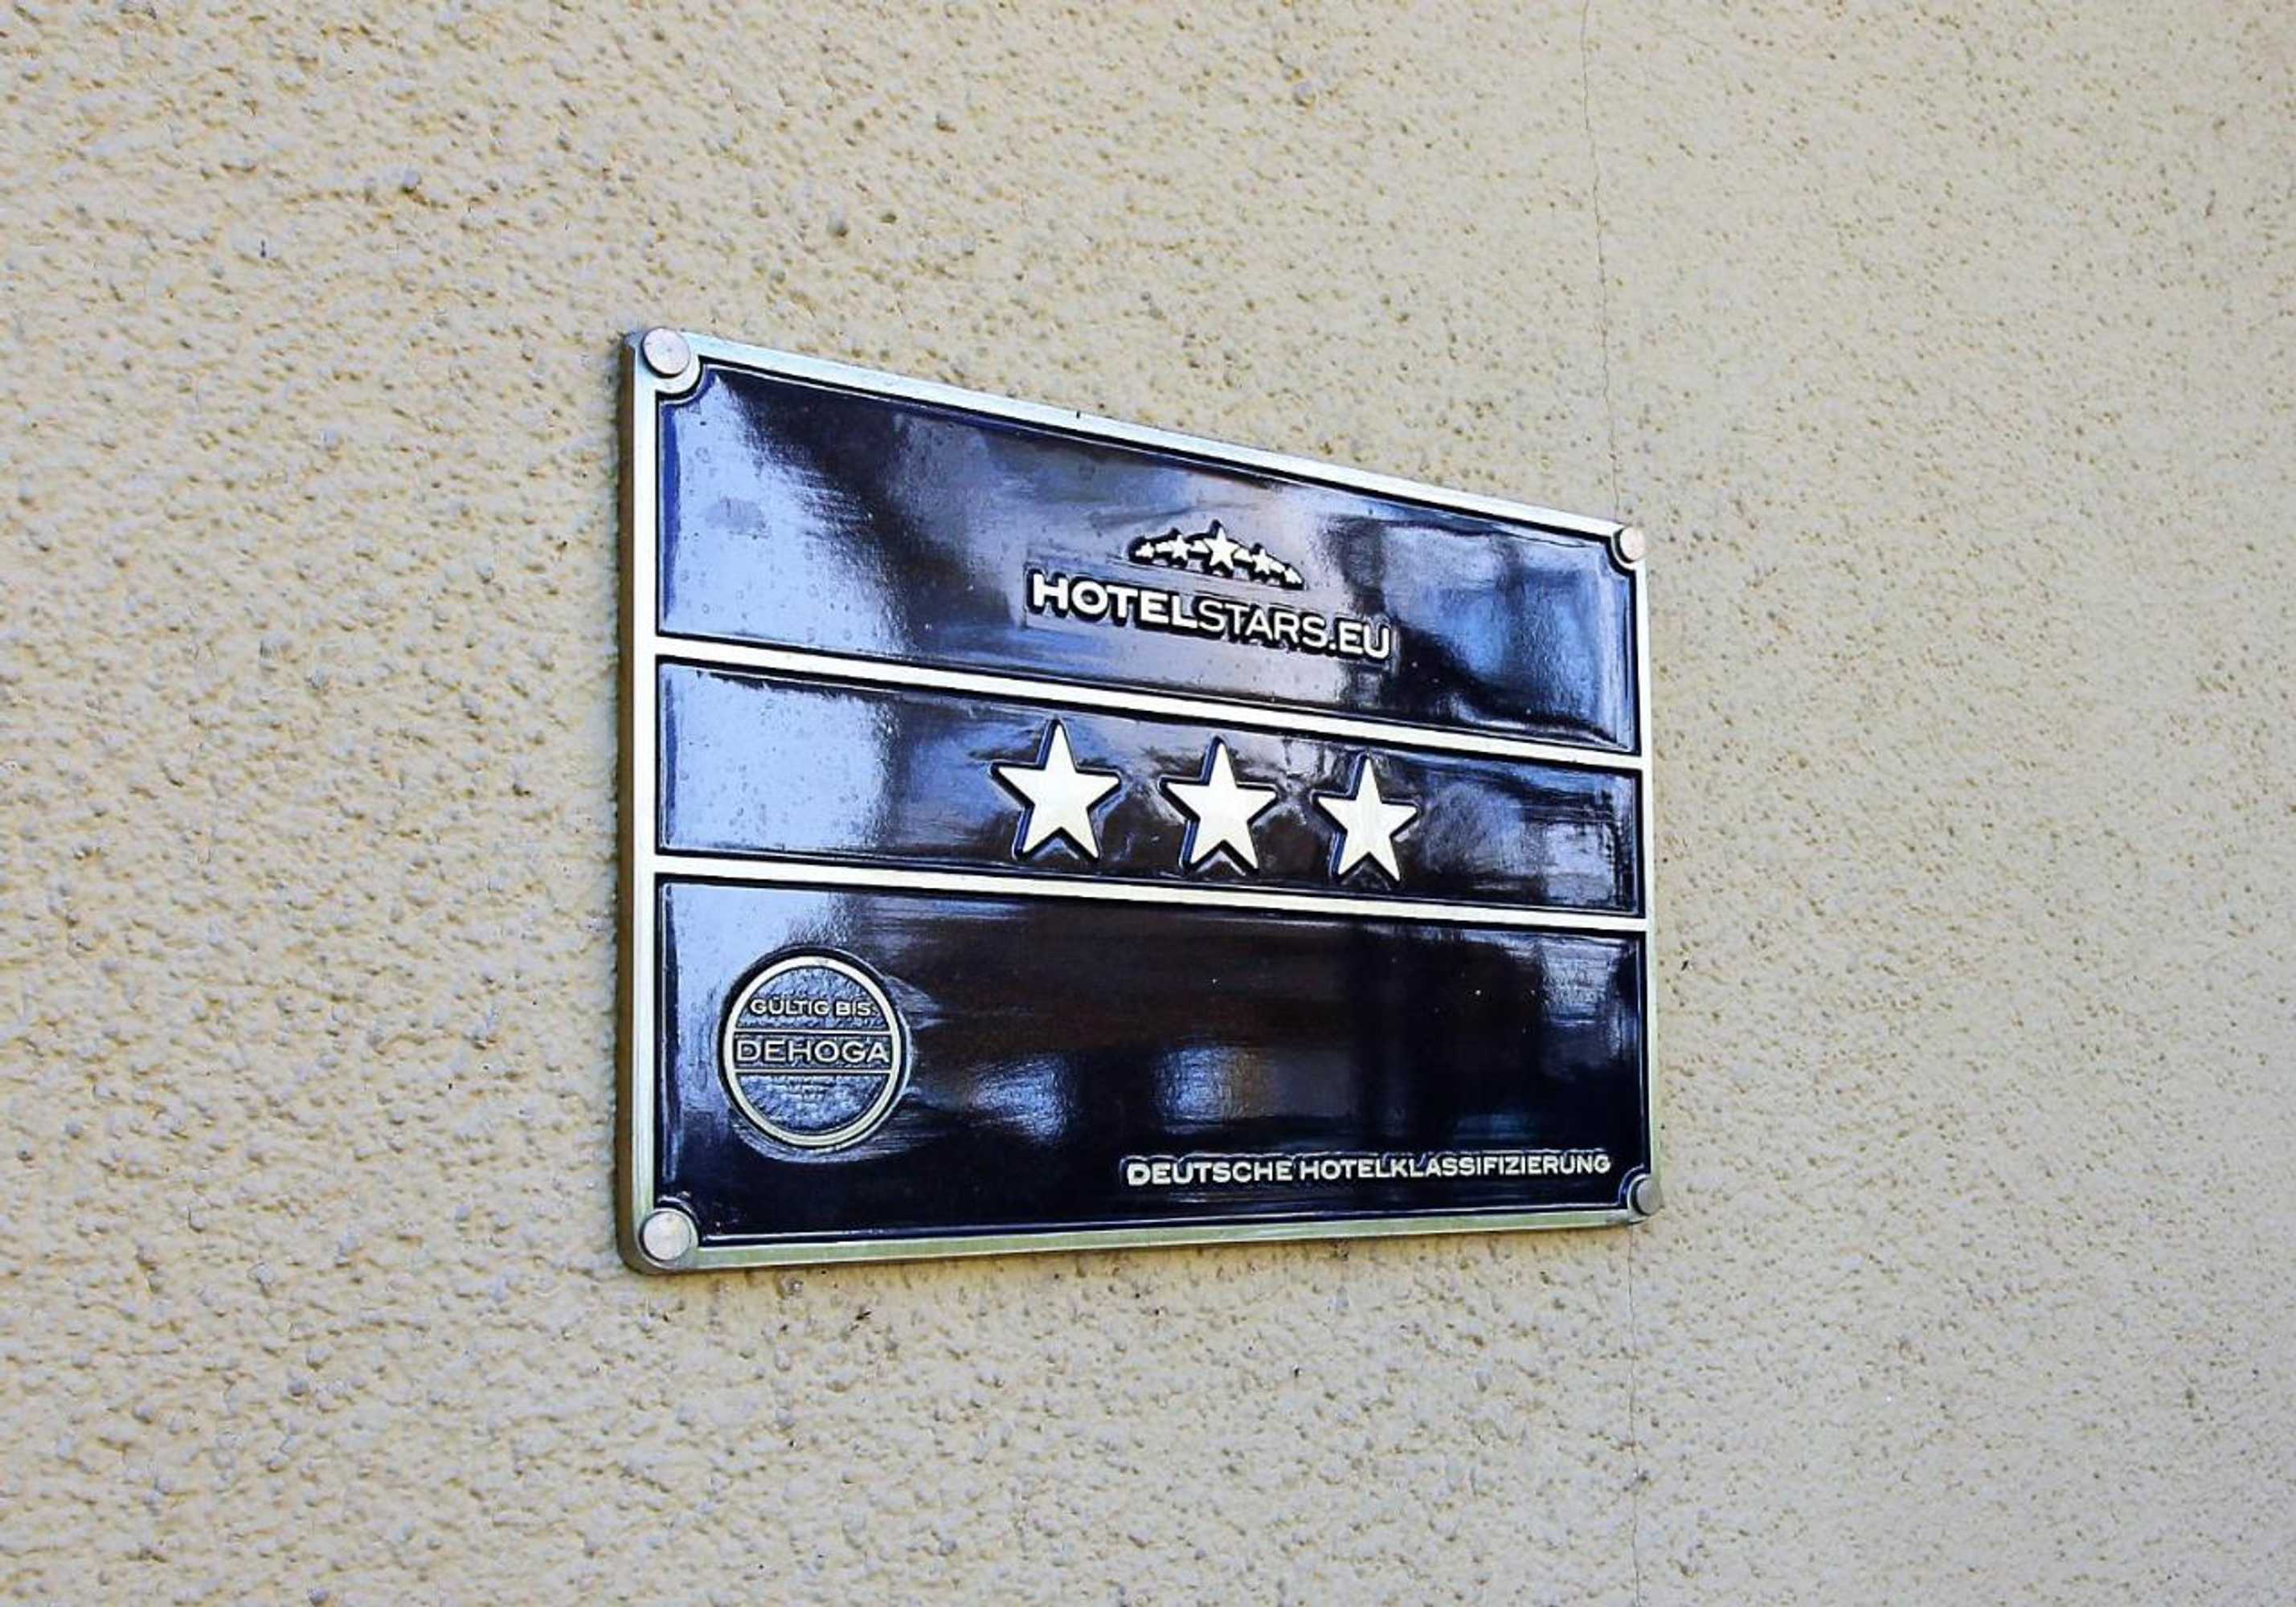 HOTELSTARS.EU
GÜLTIG BIS
DEHOGA
DEUTSCHE HOTELKLASSIFIZIERUNG